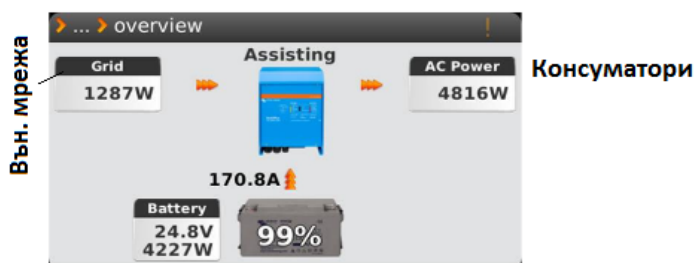 ... overview
!
Вън. мрежа
Grid
1287W
Assisting
AC Power
4816W
Консуматори
170.8A
Battery
24.8V
4227W
99%